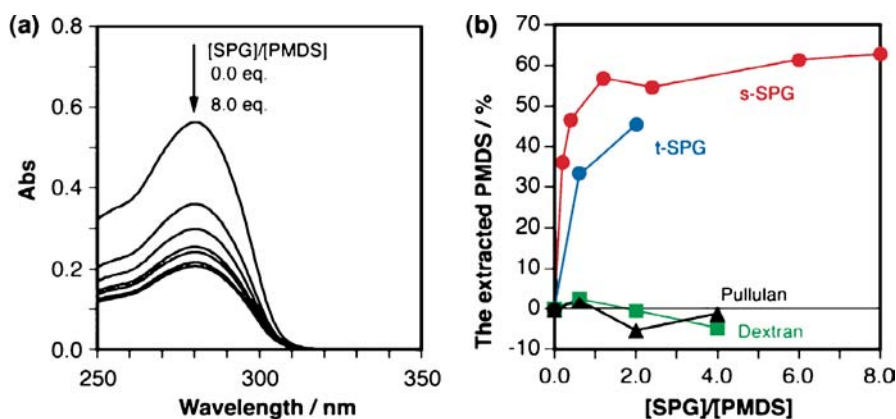 (a)
0.8
[SPG]/[PMDS]
0.0 eq.
8.0 eq.
0.6
0.4
0.2
0.0
Abs
250
300
350
Wavelength / nm
(b)
70
60
50
40
30
20
10
0
-10
The extracted PMDS / %
s-SPG
t-SPG
Pullulan
Dextran
0.0
2.0
4.0
6.0
8.0
[SPG]/[PMDS]